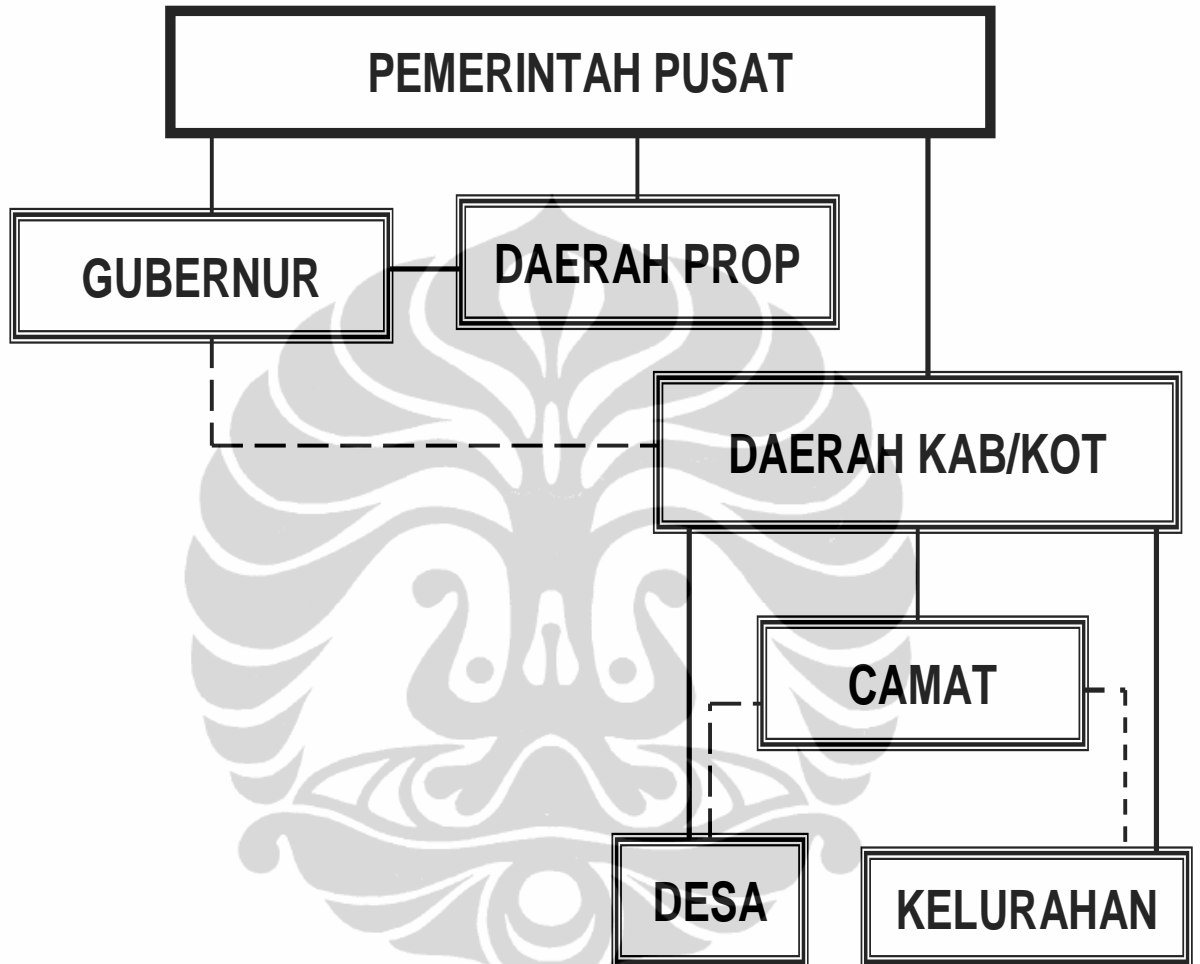 PEMERINTAH PUSAT
GUBERNUR
DAERAH PROP
DAERAH KAB/KOT
CAMAT
DESA
KELURAHAN